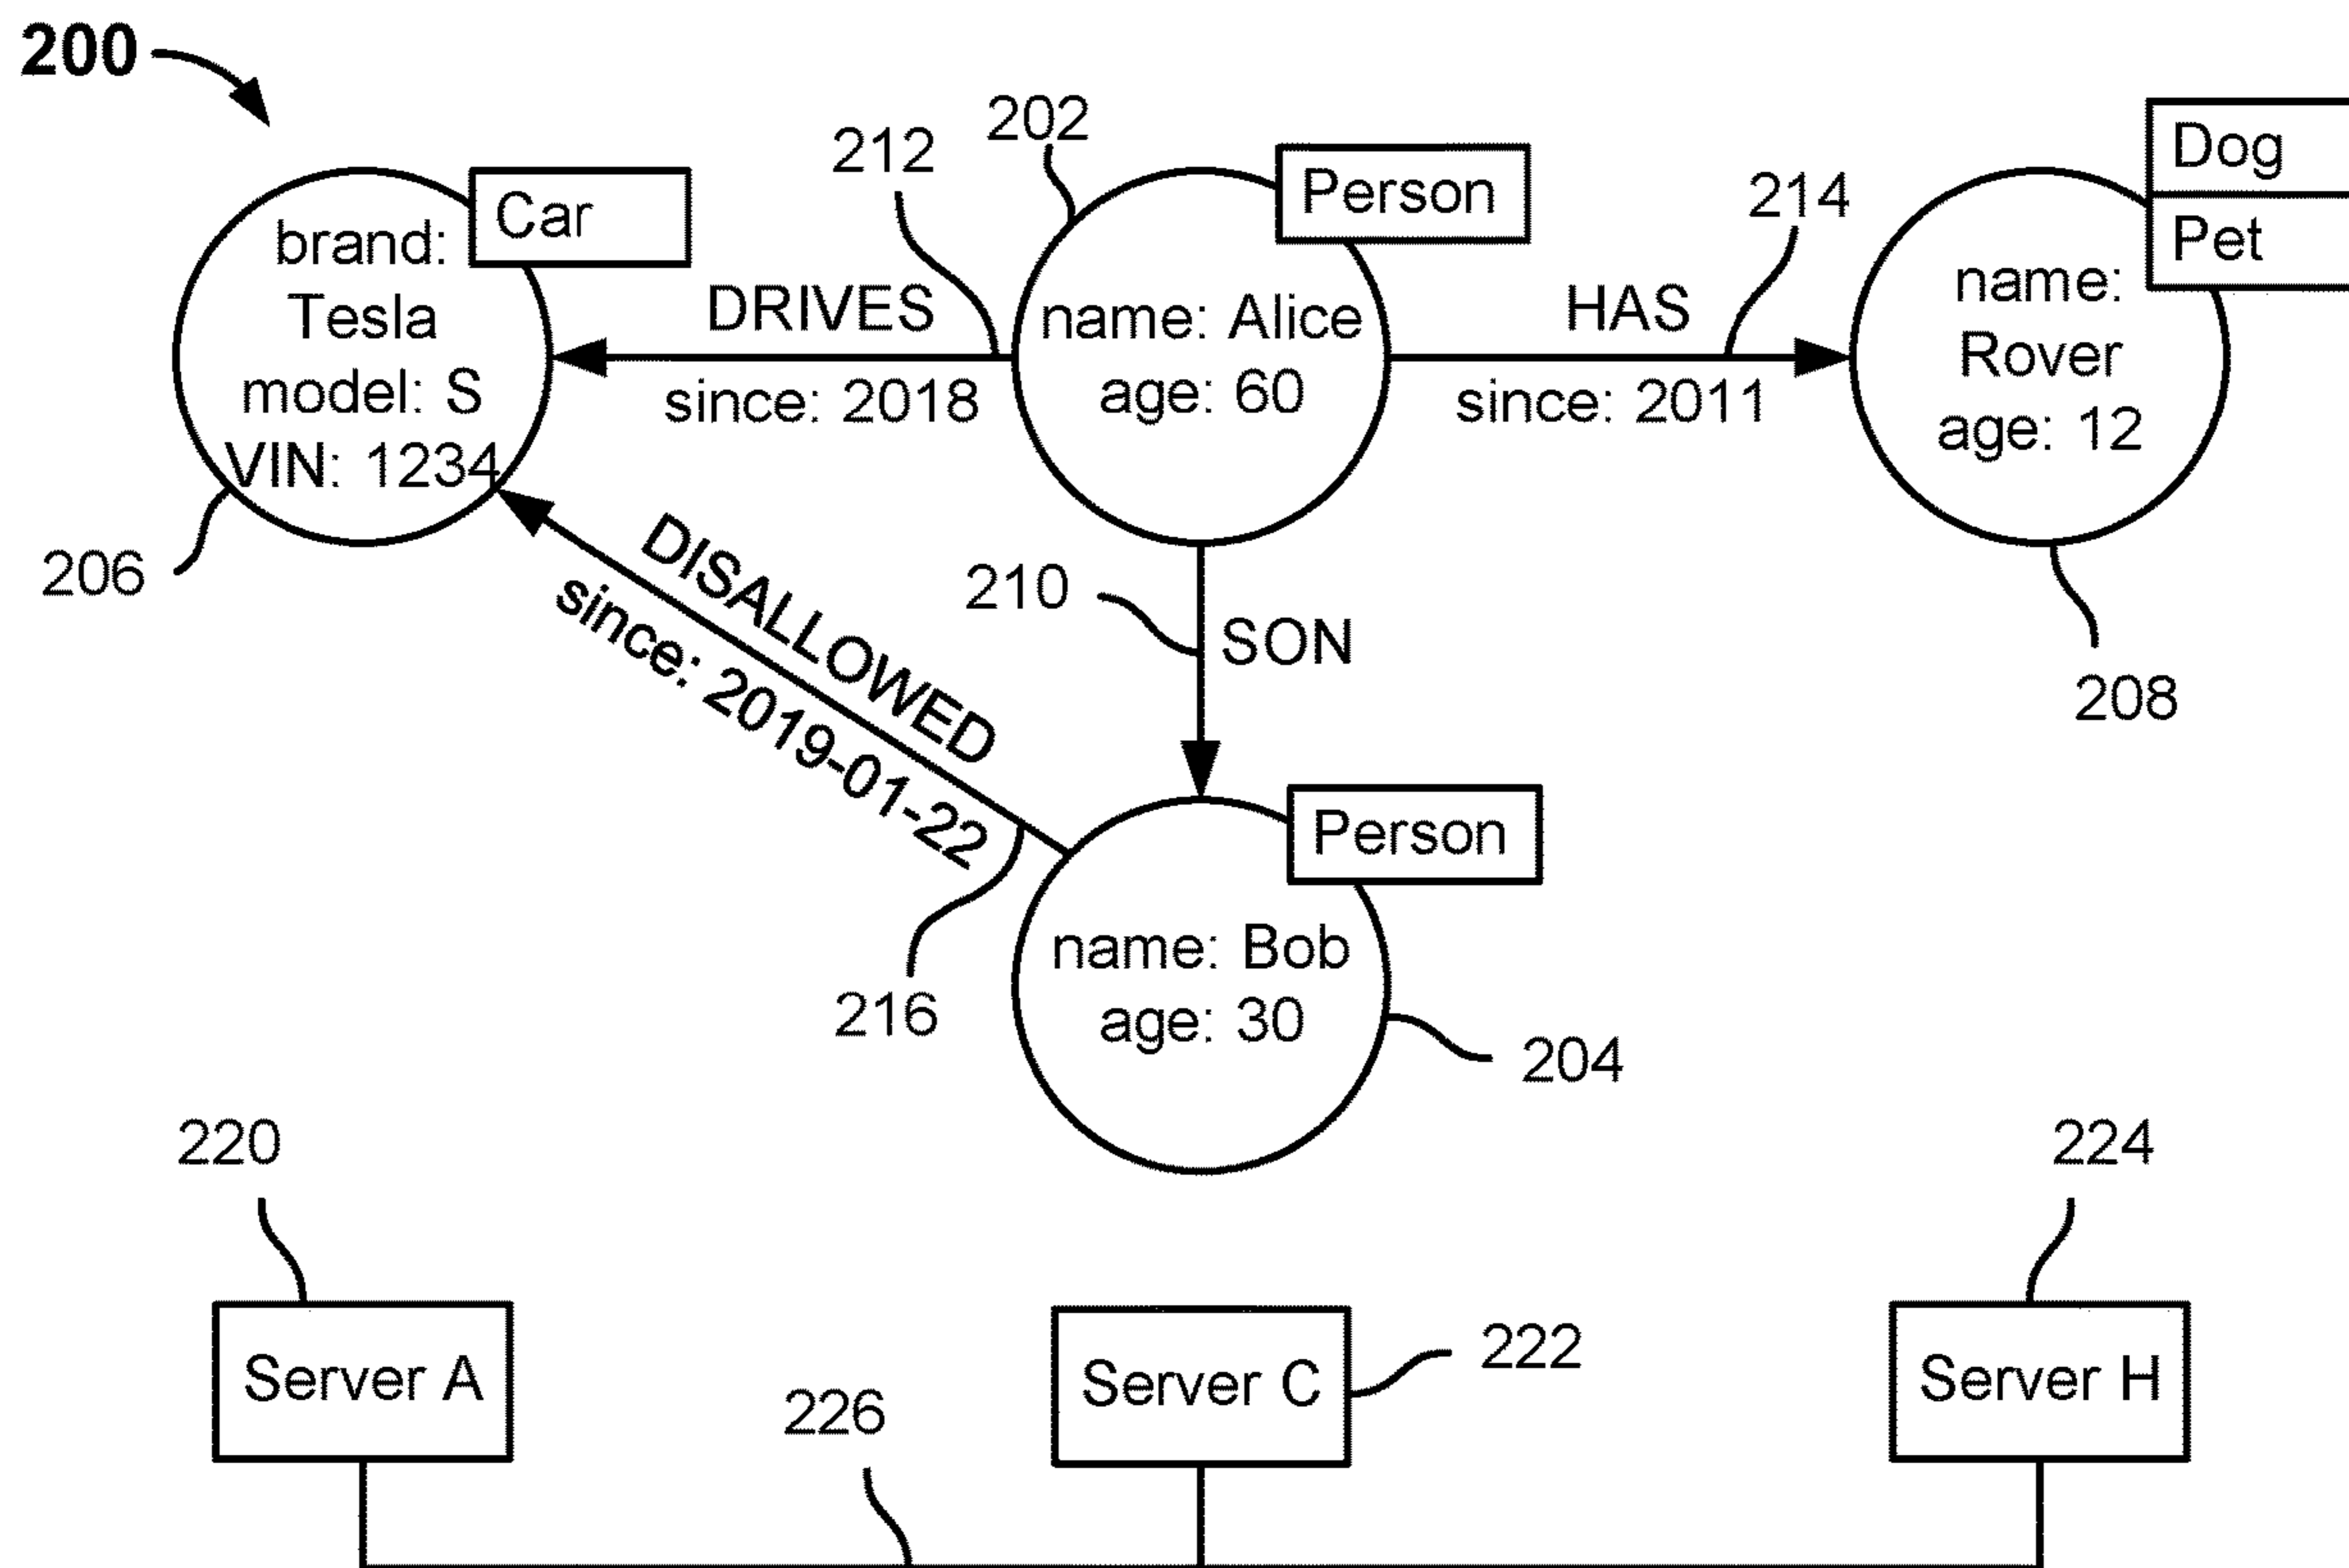 200
202
212
214
Dog
Pet
Car
Person
brand:
Tesla
model: S
VIN: 1234
DRIVES
since: 2018
name: Alice
age: 60
HAS
since: 2011
name:
Rover
age: 12
206
DISALLOWED
since: 2019-01-22
210
SON
208
216
Person
name: Bob
age: 30
204
220
224
Server A
Server C
222
Server H
226